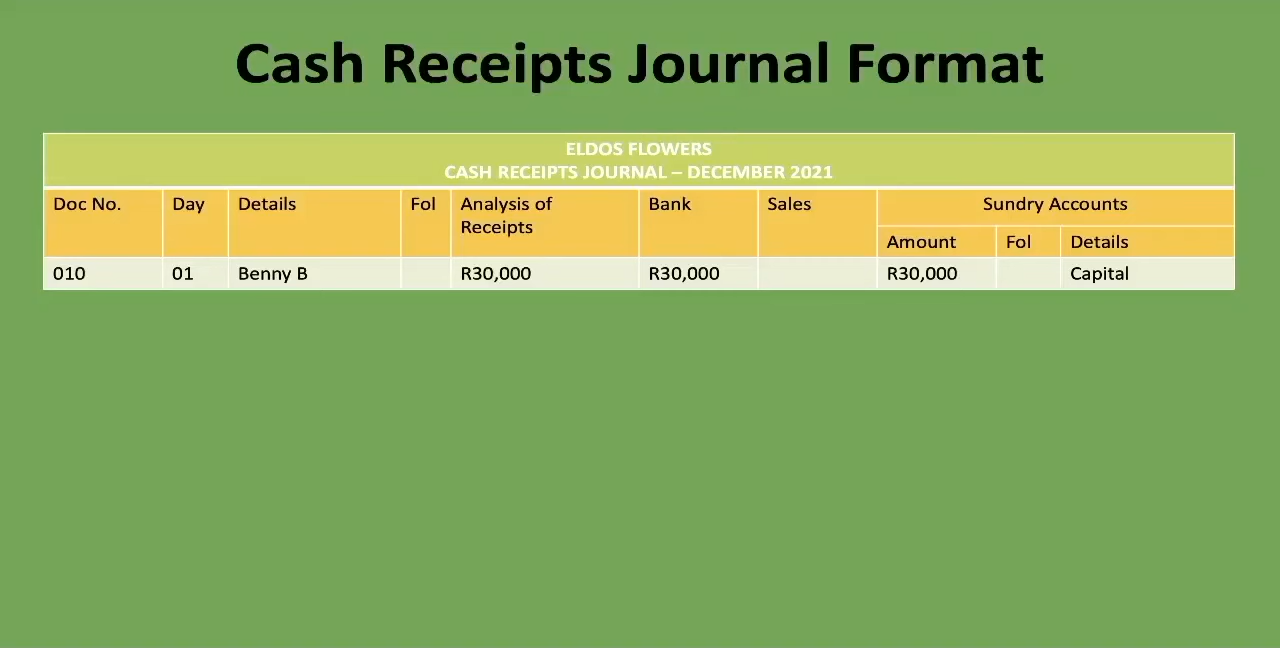 Cash Receipts Journal Format
ELDOS FLOWERS
CASH RECEIPTS JOURNAL – DECEMBER 2021
Doc No. Day Details Fol Analysis of Receipts Bank Sales Sundry Accounts
Amount Fol Details
010 01 Benny B R30,000 R30,000 R30,000 Capital